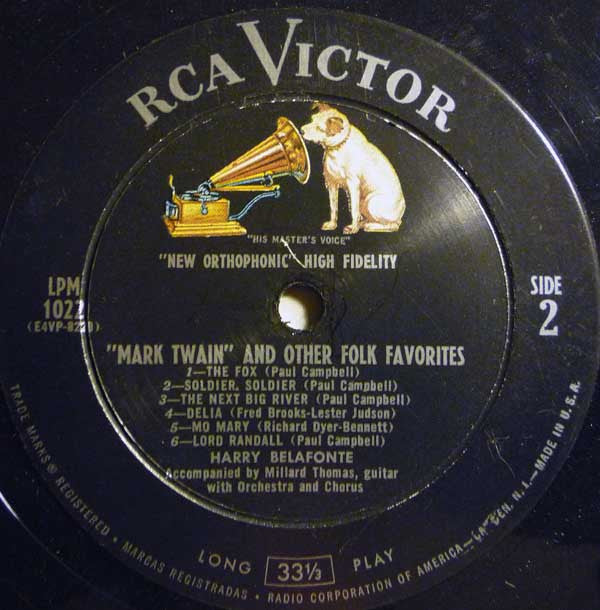 RCA VICTOR
"HIS MASTER'S VOICE"
"NEW ORTHOPHONIC" HIGH FIDELITY
LPM
1022
SIDE
2
"MARK TWAIN" AND OTHER FOLK FAVORITES
1—THE FOX (Paul Campbell)
2—SOLDIER, SOLDIER (Paul Campbell)
3—THE NEXT BIG RIVER (Paul Campbell)
4—DELIA (Fred Brooks-Lester Judson)
5—MO MARY (Richard Dyer-Bennett)
6—LORD RANDALL (Paul Campbell)
HARRY BELAFONTE
Accompanied by Millard Thomas, guitar
with Orchestra and Chorus
LONG 33⅓ PLAY
TRADE MARKS ® REGISTERED • MARCAS REGISTRADAS • RADIO CORPORATION OF AMERICA— N. J.—MADE IN U.S.A.